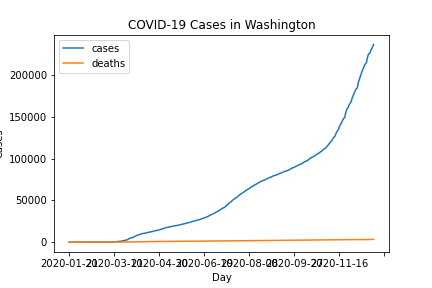 COVID-19 Cases in Washington
cases
deaths
200000
150000
100000
50000
0
Cases
2020-01-21 2020-03-11 2020-04-30 2020-06-19 2020-08-08 2020-09-27 2020-11-16
Day